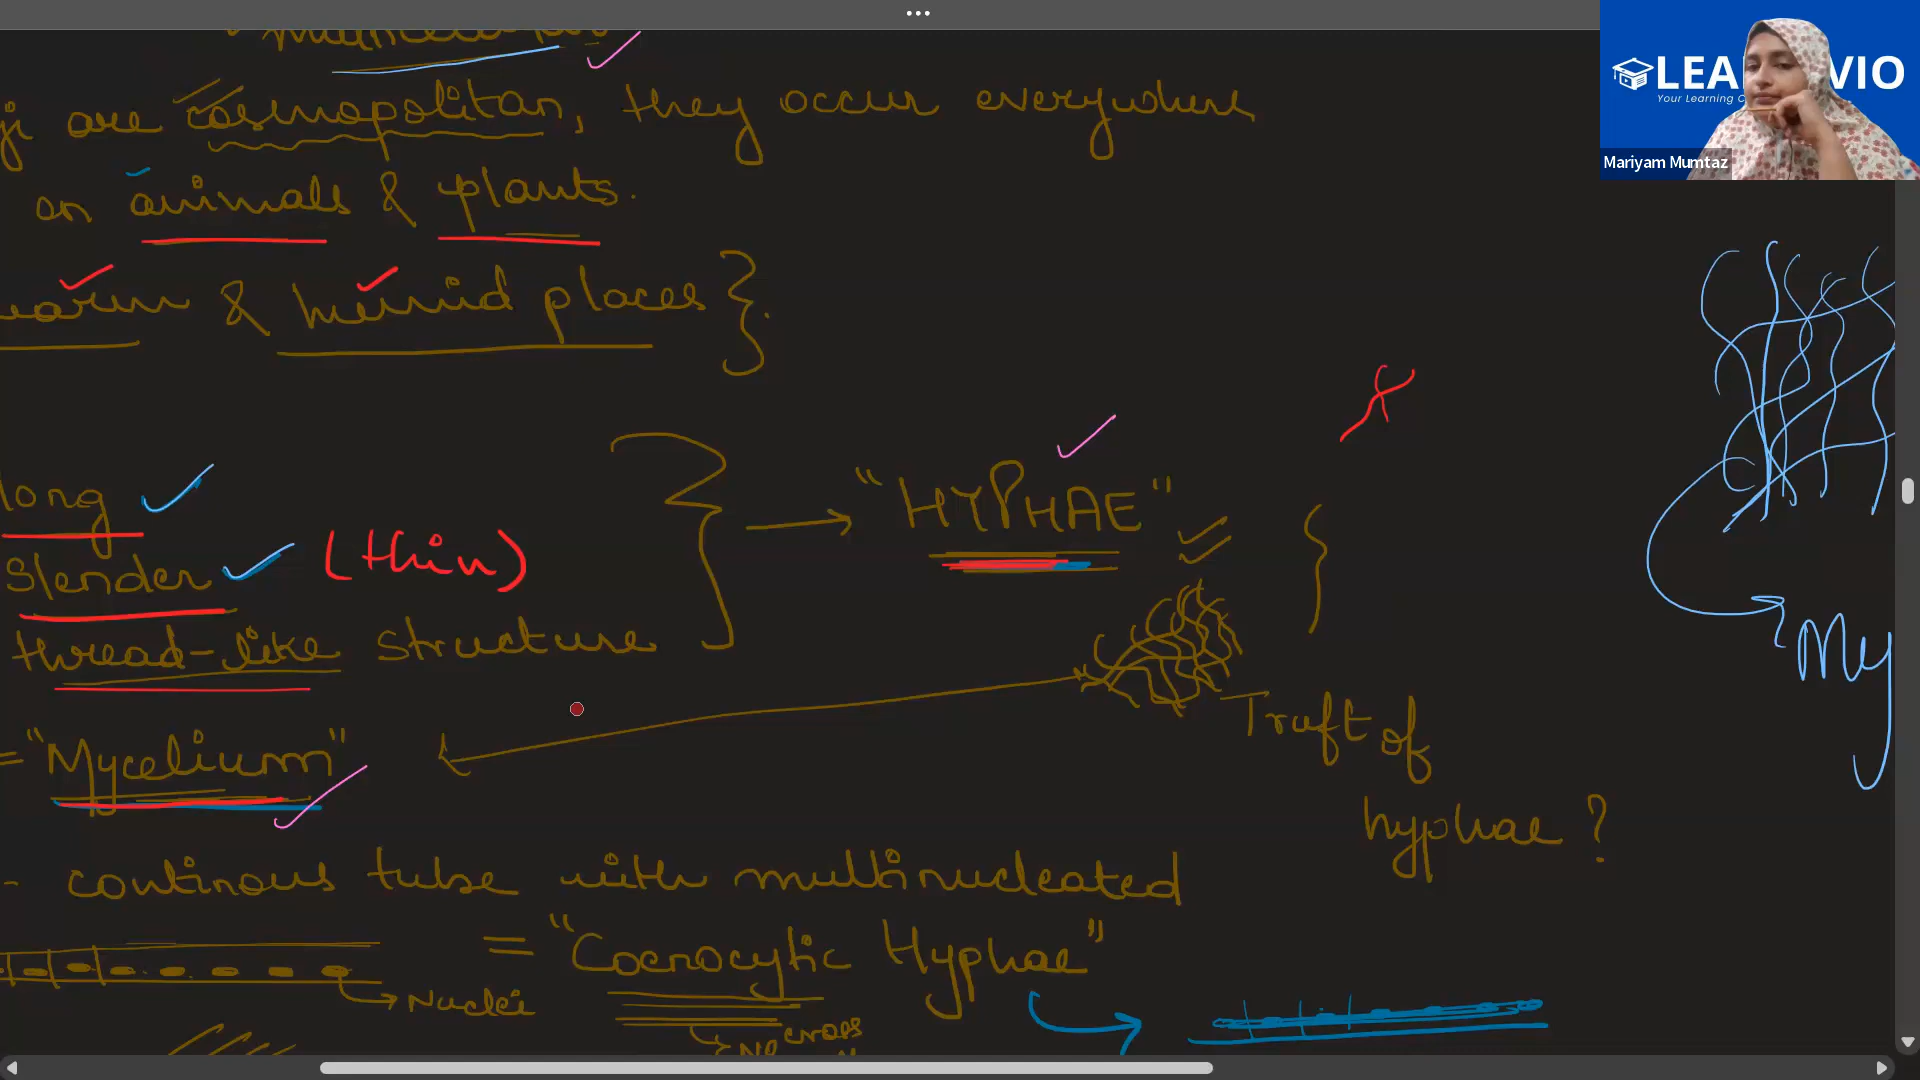 ...
LEA VIO
Your Learning C
Mariyam Mumtaz
are cosmopolitan, they occur everywhere
on animals & plants.
& humid places }.
long
Slender (thin)
thread-like structure
→ "HYPHAE"
= "Mycelium"
Truft of
hyphae ?
My
- continous tube with multinucleated
= "Coenocytic Hyphae"
Nuclei
No cross